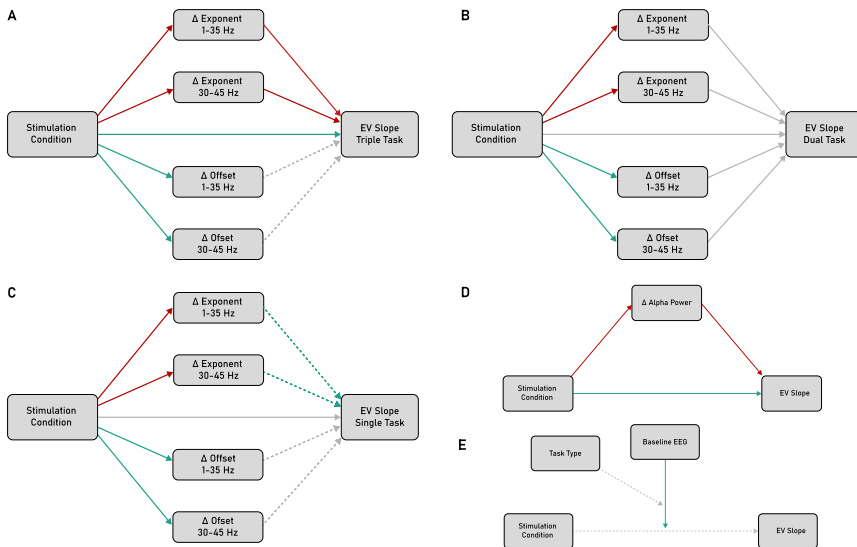 A
Δ Exponent
1-35 Hz
Δ Exponent
30-45 Hz
Stimulation
Condition
EV Slope
Triple Task
Δ Offset
1-35 Hz
Δ Ofset
30-45 Hz
B
Δ Exponent
1-35 Hz
Δ Exponent
30-45 Hz
Stimulation
Condition
EV Slope
Dual Task
Δ Offset
1-35 Hz
Δ Ofset
30-45 Hz
C
Δ Exponent
1-35 Hz
Δ Exponent
30-45 Hz
Stimulation
Condition
EV Slope
Single Task
Δ Offset
1-35 Hz
Δ Ofset
30-45 Hz
D
Δ Alpha Power
Stimulation
Condition
EV Slope
E
Task Type
Baseline EEG
Stimulation
Condition
EV Slope